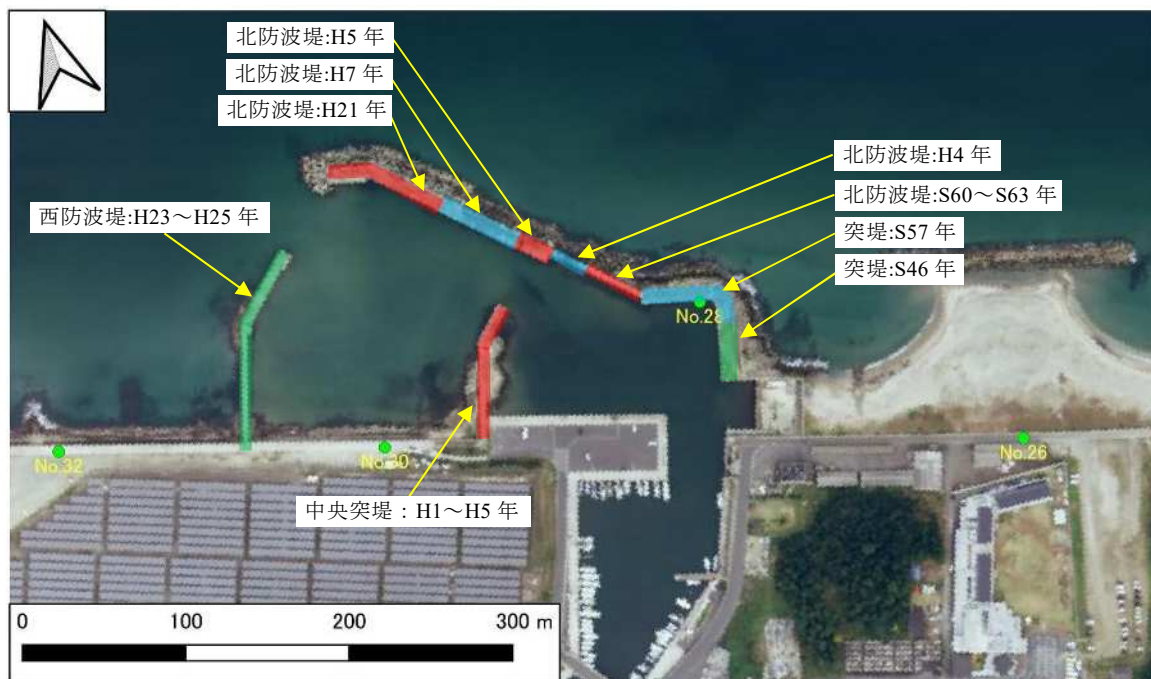 北防波堤:H5 年
北防波堤:H7 年
北防波堤:H21 年
北防波堤:H4 年
北防波堤:S60～S63 年
西防波堤:H23～H25 年
突堤:S57 年
突堤:S46 年
No.28
No.26
No.32
No.30
中央突堤：H1～H5 年
0 100 200 300 m